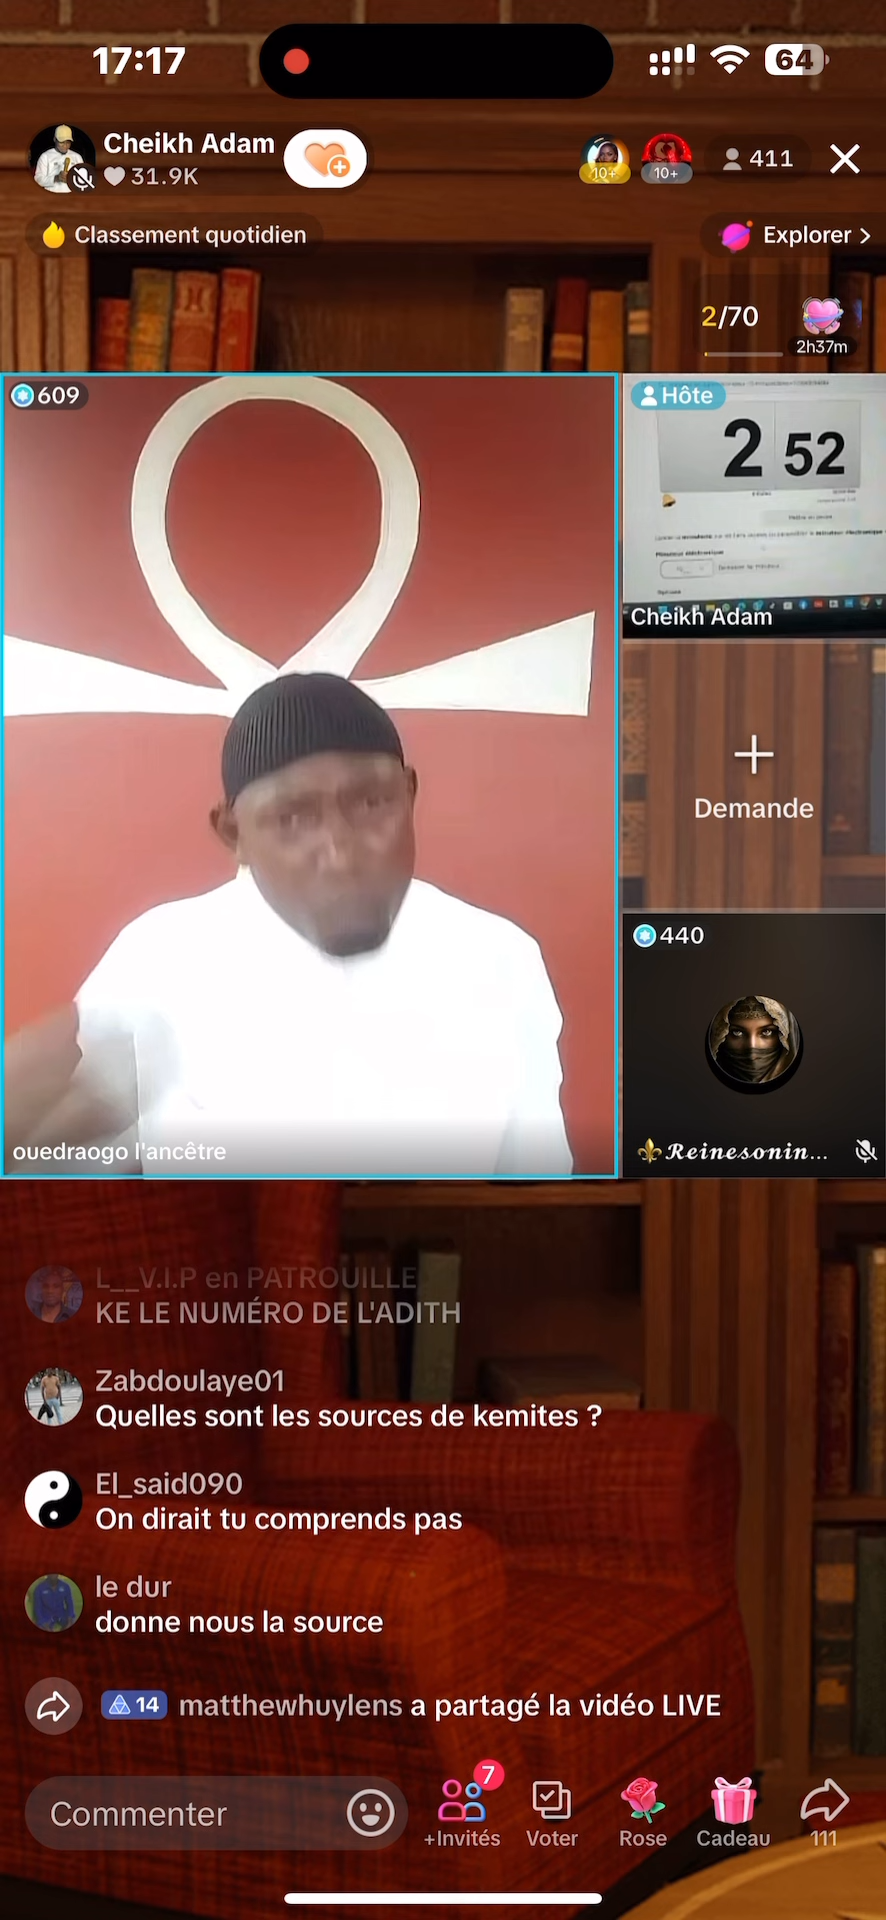 17:17
64
Cheikh Adam
31.9K
10+
10+
411
Classement quotidien
Explorer >
2/70
2h37m
609
Hôte
2 52
Cheikh Adam
Demande
440
ouedraogo l'ancêtre
⚜️𝓡𝓮𝓲𝓷𝓮𝓼𝓸𝓷𝓲𝓷...
L__V.I.P en PATROUILLE
KE LE NUMÉRO DE L'ADITH
Zabdoulaye01
Quelles sont les sources de kemites ?
El_said090
On dirait tu comprends pas
le dur
donne nous la source
14 matthewhuylens a partagé la vidéo LIVE
7
Commenter
+Invités
Voter
Rose
Cadeau
111